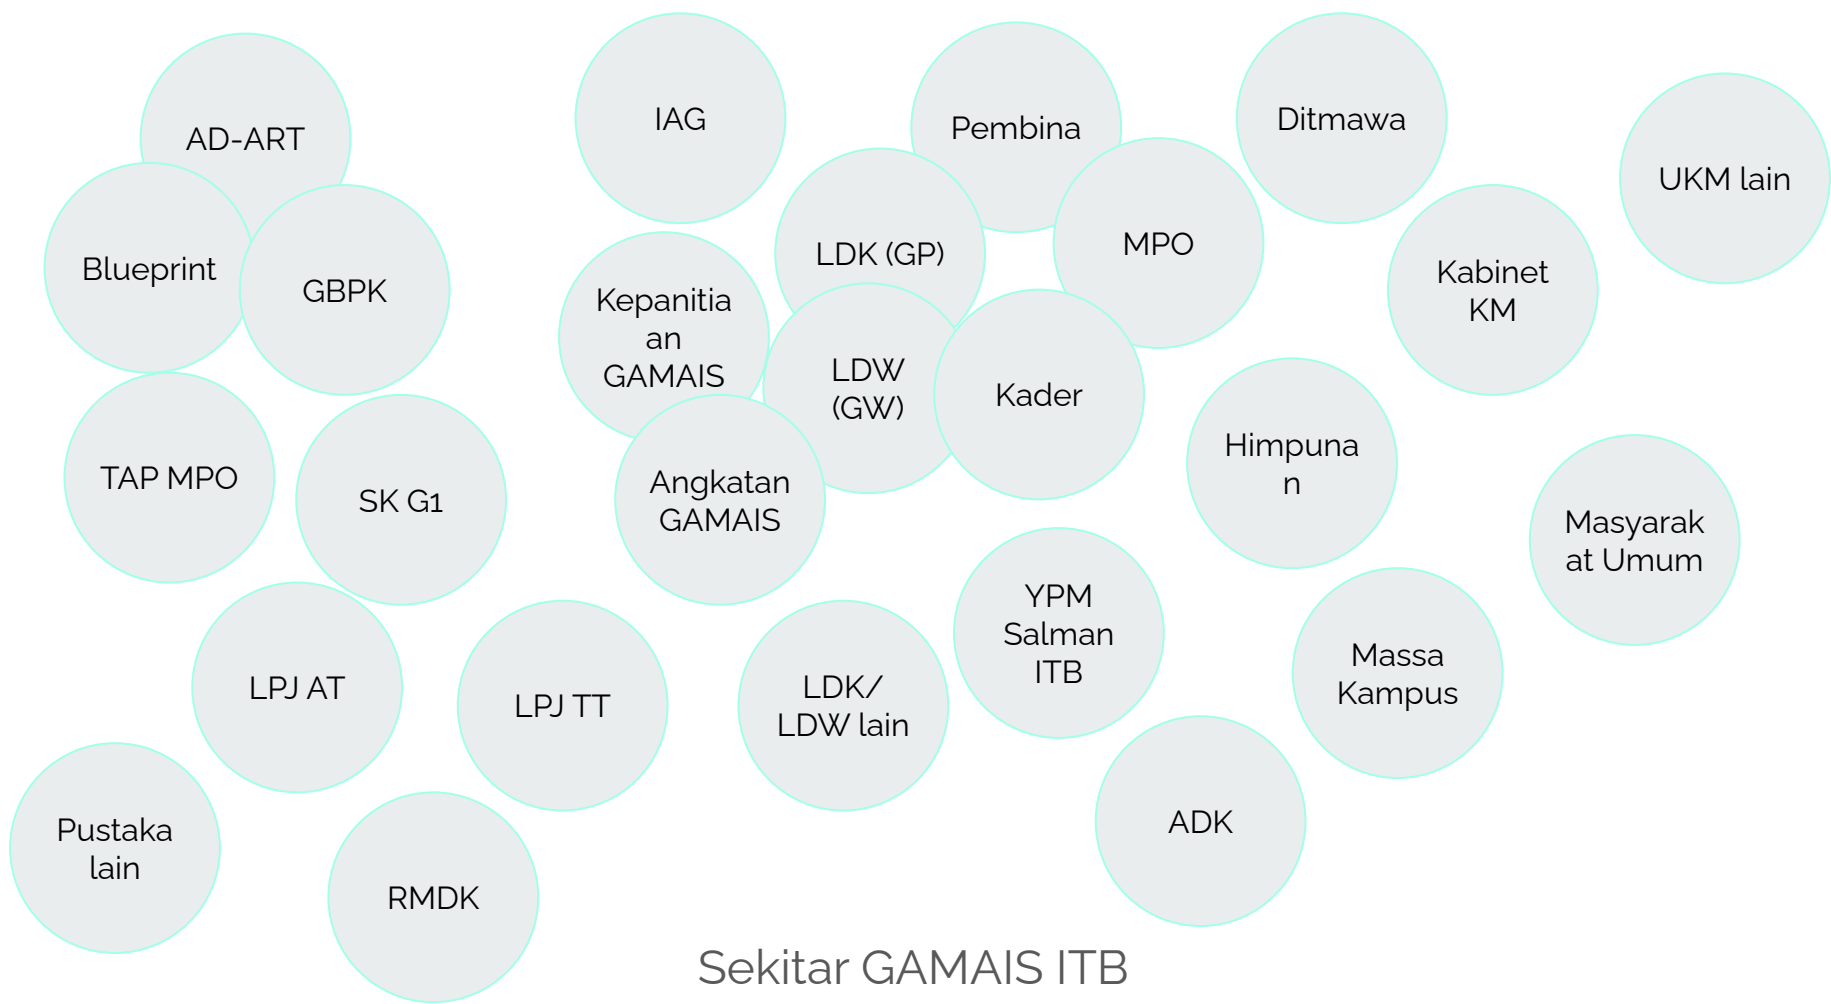 AD-ART
Blueprint
GBPK
TAP MPO
SK G1
LPJ AT
LPJ TT
Pustaka
lain
RMDK
IAG
Pembina
LDK (GP)
MPO
Kepanitia
an
GAMAIS
LDW
(GW)
Kader
Angkatan
GAMAIS
LDK/
LDW lain
YPM
Salman
ITB
ADK
Ditmawa
UKM lain
Kabinet
KM
Himpuna
n
Masyarak
at Umum
Massa
Kampus
Sekitar GAMAIS ITB